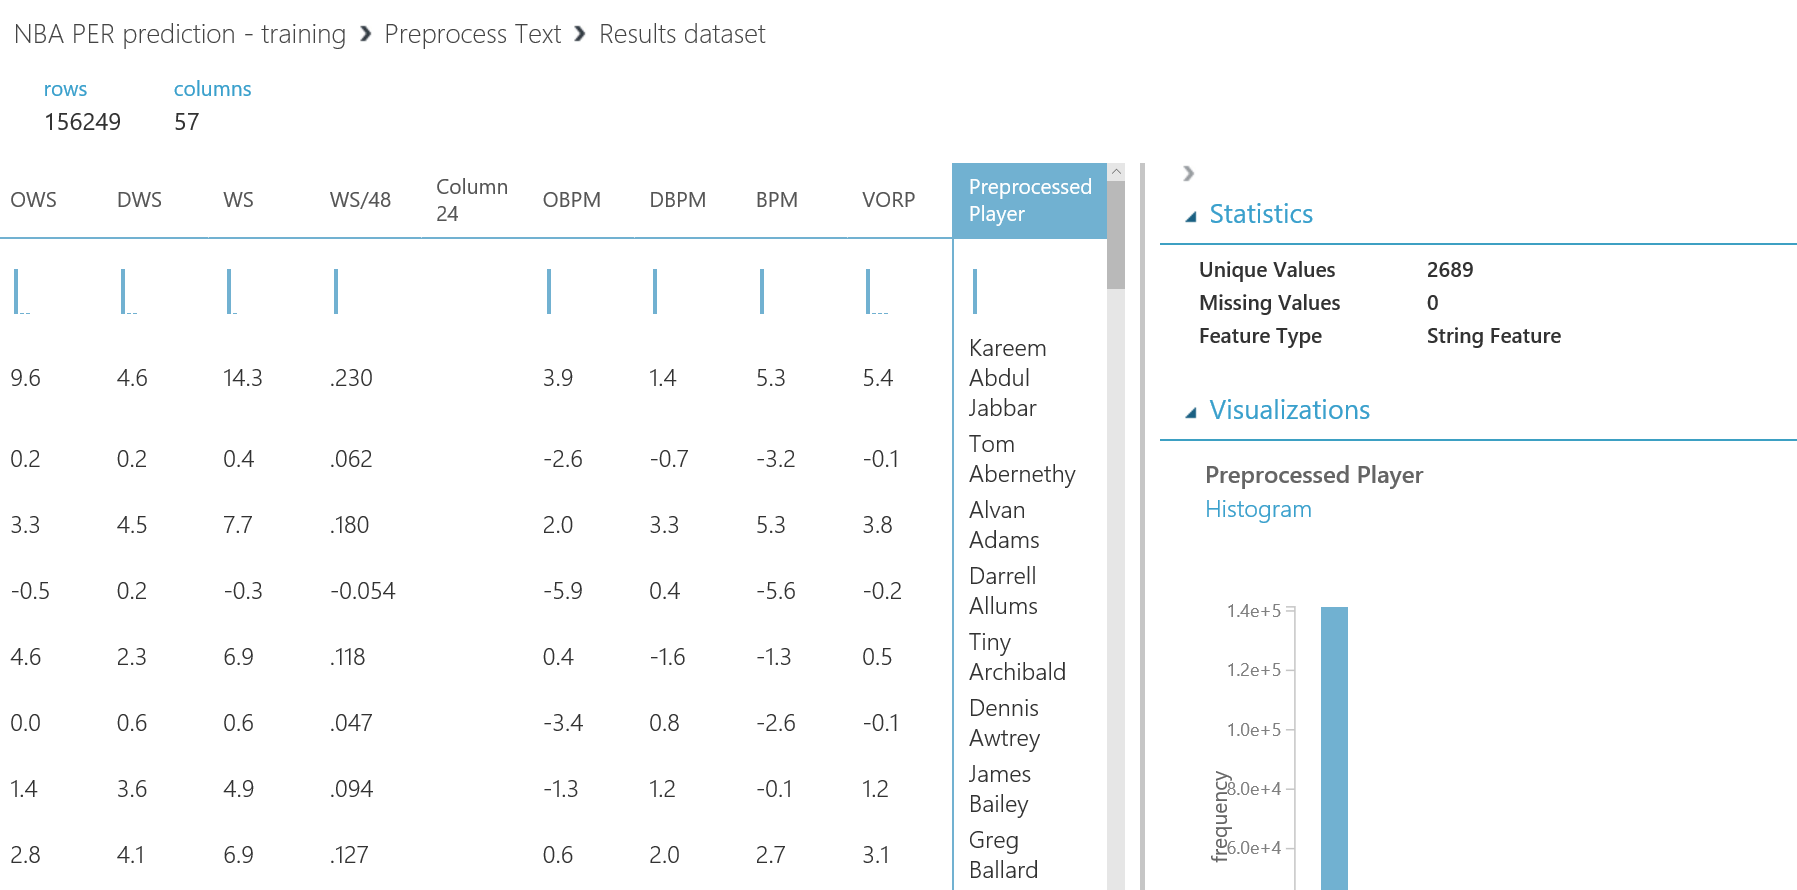 NBA PER prediction - training › Preprocess Text › Results dataset
rows columns
156249 57
OWS DWS WS WS/48 Column 24 OBPM DBPM BPM VORP Preprocessed Player
9.6 4.6 14.3 .230 3.9 1.4 5.3 5.4 Kareem Abdul Jabbar
0.2 0.2 0.4 .062 -2.6 -0.7 -3.2 -0.1 Tom Abernethy
3.3 4.5 7.7 .180 2.0 3.3 5.3 3.8 Alvan Adams
-0.5 0.2 -0.3 -0.054 -5.9 0.4 -5.6 -0.2 Darrell Allums
4.6 2.3 6.9 .118 0.4 -1.6 -1.3 0.5 Tiny Archibald
0.0 0.6 0.6 .047 -3.4 0.8 -2.6 -0.1 Dennis Awtrey
1.4 3.6 4.9 .094 -1.3 1.2 -0.1 1.2 James Bailey
2.8 4.1 6.9 .127 0.6 2.0 2.7 3.1 Greg Ballard
Statistics
Unique Values 2689
Missing Values 0
Feature Type String Feature
Visualizations
Preprocessed Player
Histogram
1.4e+5
1.2e+5
1.0e+5
8.0e+4
6.0e+4
frequency